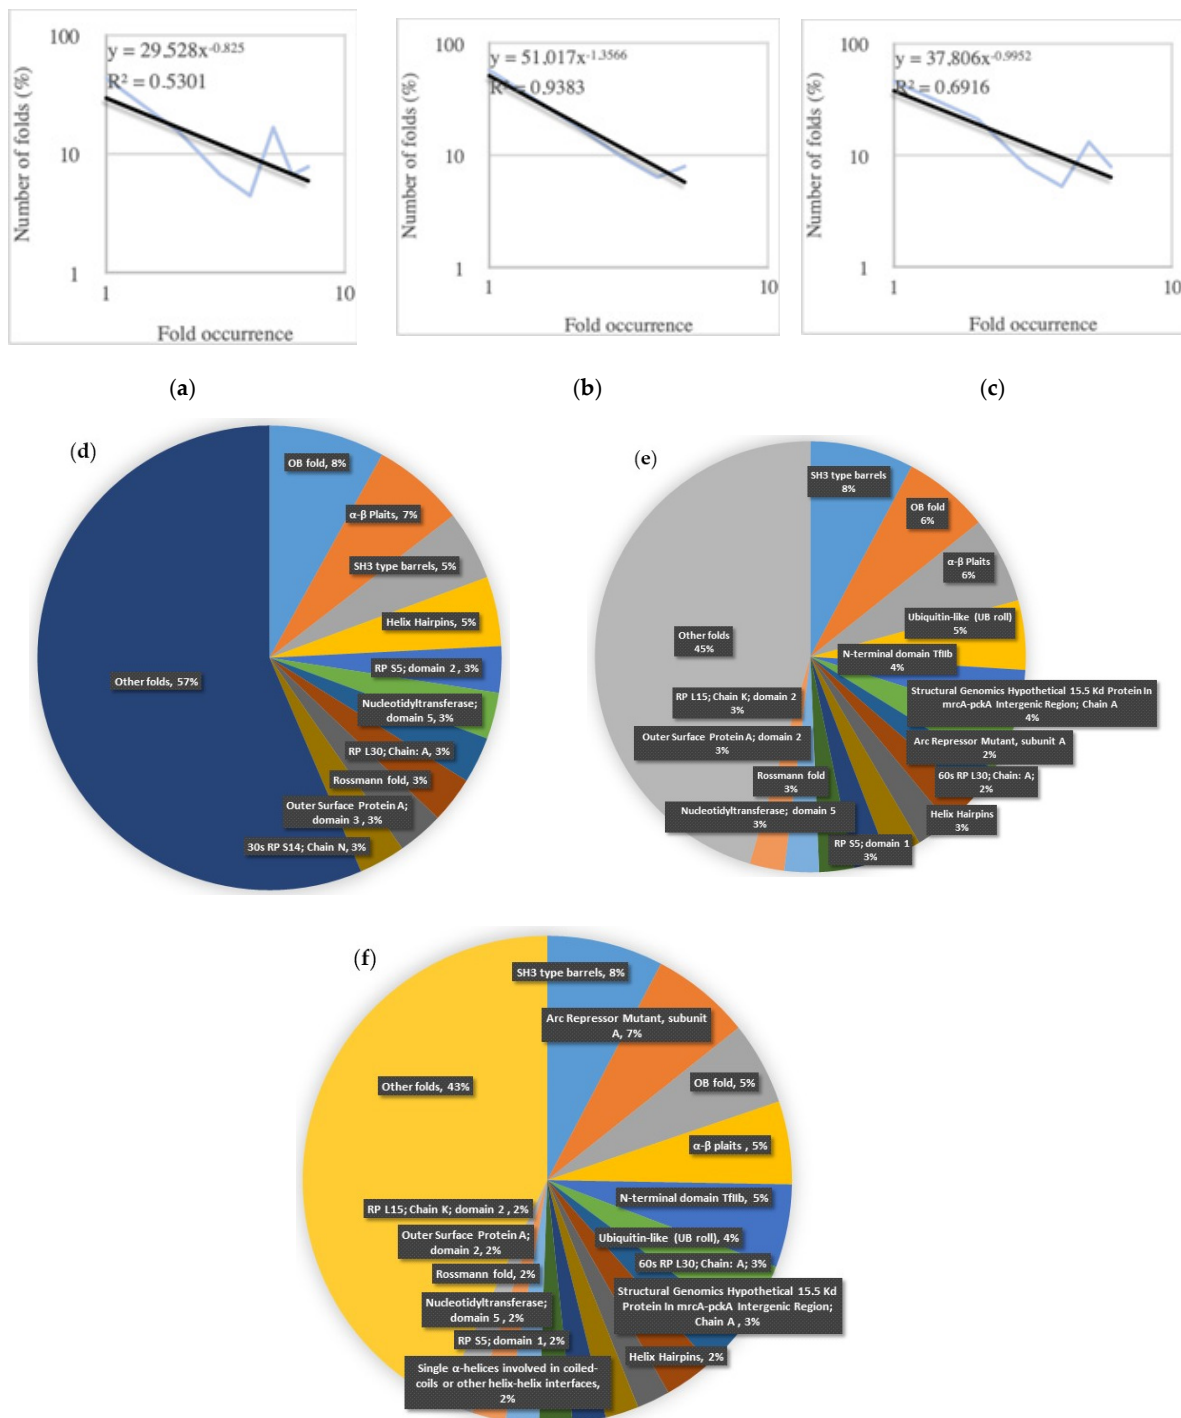 100
y = 29.528x-0.825
R² = 0.5301
10
1
1
10
Number of folds (%)
Fold occurrence
(a)
100
y = 51.017x-1.3566
R² = 0.9383
10
1
1
10
Number of folds (%)
Fold occurrence
(b)
100
y = 37.806x-0.9952
R² = 0.6916
10
1
1
10
Number of folds (%)
Fold occurrence
(c)
(d)
OB fold, 8%
α-β Plaits, 7%
SH3 type barrels, 5%
Helix Hairpins, 5%
RP S5; domain 2 , 3%
Nucleotidyltransferase;
domain 5, 3%
RP L30; Chain: A, 3%
Rossmann fold, 3%
Outer Surface Protein A;
domain 3 , 3%
30s RP S14; Chain N, 3%
Other folds, 57%
(e)
SH3 type barrels
8%
OB fold
6%
α-β Plaits
6%
Ubiquitin-like (UB roll)
5%
N-terminal domain TfIIb
4%
Structural Genomics Hypothetical 15.5 Kd Protein In
mrcA-pckA Intergenic Region; Chain A
4%
Arc Repressor Mutant, subunit A
2%
60s RP L30; Chain: A;
2%
Helix Hairpins
3%
RP S5; domain 1
3%
Nucleotidyltransferase; domain 5
3%
Rossmann fold
3%
Outer Surface Protein A; domain 2
3%
RP L15; Chain K; domain 2
3%
Other folds
45%
(f)
SH3 type barrels, 8%
Arc Repressor Mutant, subunit
A, 7%
OB fold, 5%
α-β plaits , 5%
N-terminal domain TfIIb, 5%
Ubiquitin-like (UB roll), 4%
60s RP L30; Chain: A; 3%
Structural Genomics Hypothetical 15.5 Kd
Protein In mrcA-pckA Intergenic Region;
Chain A , 3%
Helix Hairpins, 2%
Single α-helices involved in coiled-
coils or other helix-helix interfaces,
2%
RP S5; domain 1, 2%
Nucleotidyltransferase;
domain 5 , 2%
Rossmann fold, 2%
Outer Surface Protein A;
domain 2, 2%
RP L15; Chain K; domain 2 , 2%
Other folds, 43%